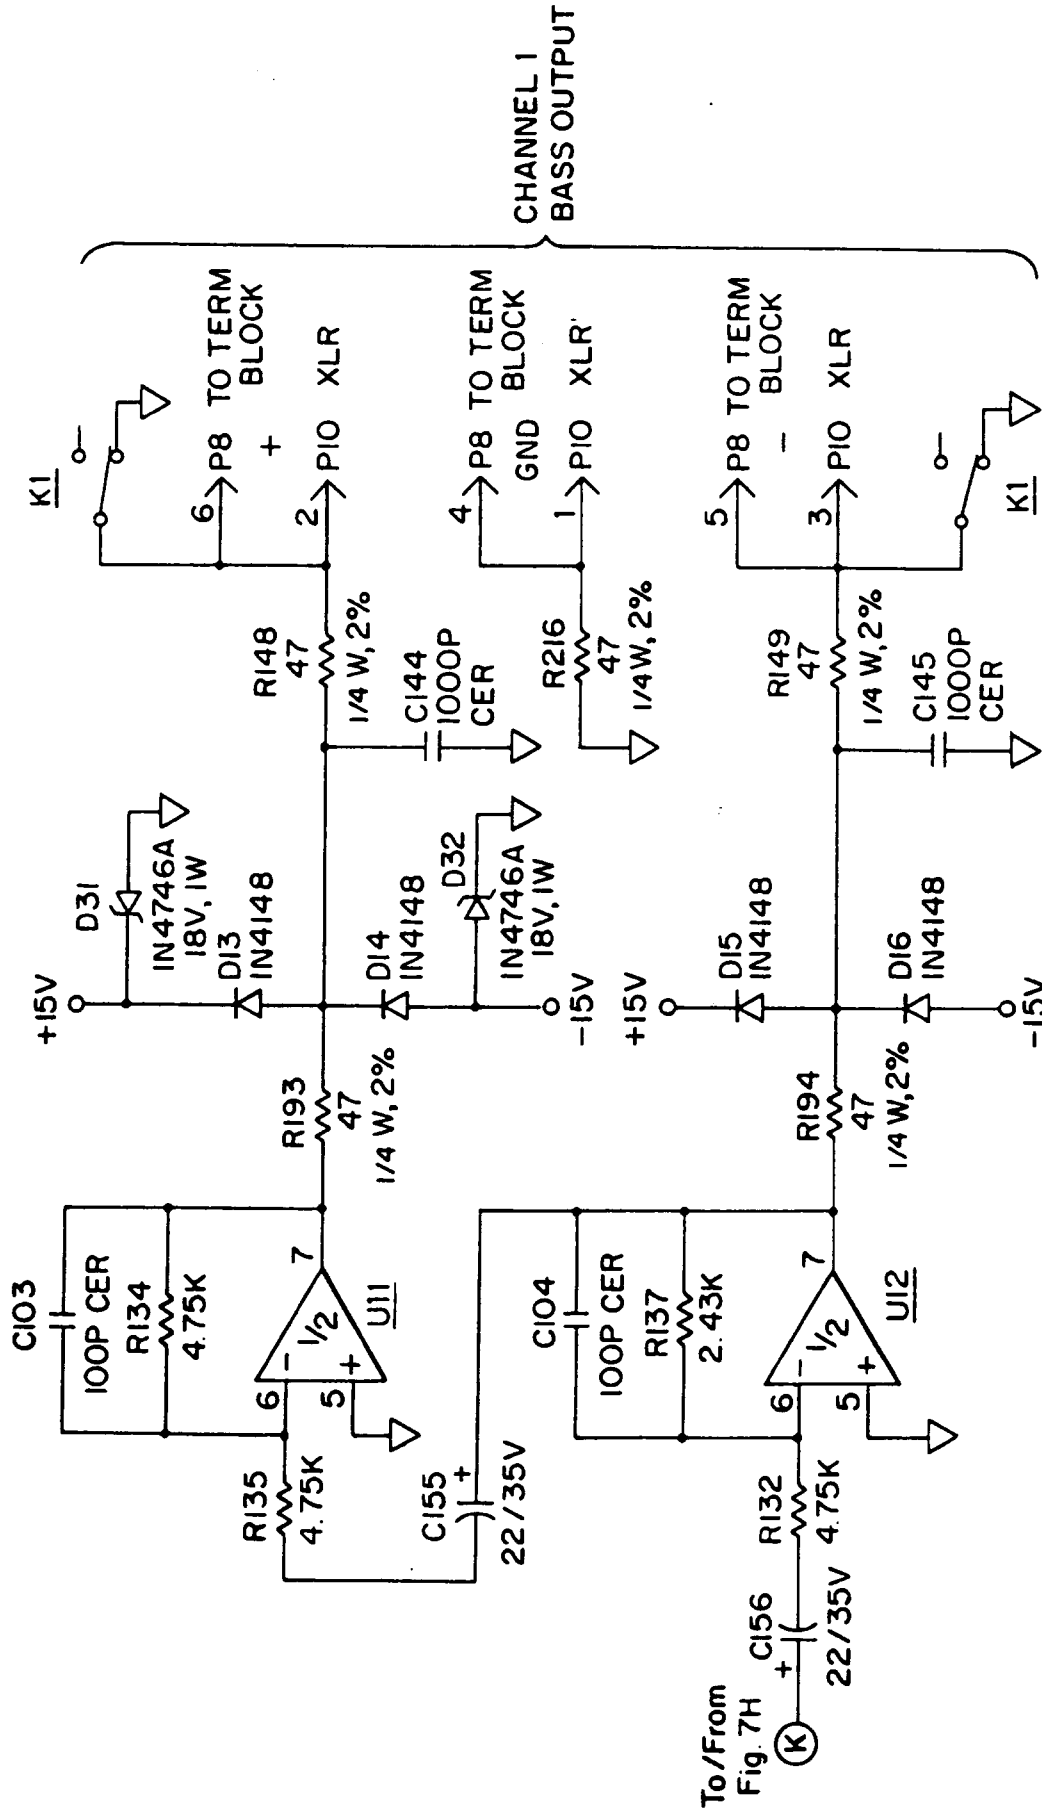 C103
100P CER
R134
4.75K
R135
4.75K
6
5
-
+
1/2
7
U11
R193
47
1/4 W, 2%
+15V
D31
1N4746A
18V, 1W
D13
1N4148
D14
1N4148
D32
1N4746A
18V, 1W
-15V
R148
47
1/4 W, 2%
C144
1000P
CER
K1
6
P8 TO TERM
BLOCK
+
2
P10 XLR
4
P8 TO TERM
BLOCK
GND
1
P10 XLR
R216
47
1/4W, 2%
CHANNEL 1
BASS OUTPUT
To/From
Fig. 7H
K
+
C156
22/35V
R132
4.75K
C155
+
22/35V
C104
100P CER
R137
2.43K
6
5
-
+
1/2
7
U12
R194
47
1/4 W, 2%
+15V
D15
1N4148
D16
1N4148
-15V
R149
47
1/4 W, 2%
C145
1000P
CER
5
P8 TO TERM
BLOCK
-
3
P10 XLR
K1